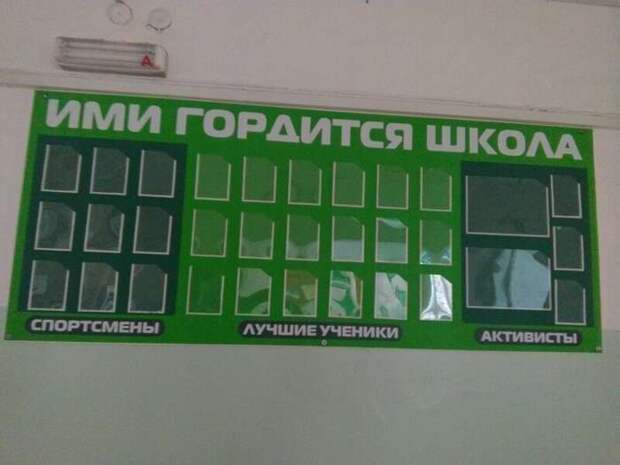 ИМИ ГОРДИТСЯ ШКОЛА
СПОРТСМЕНЫ
ЛУЧШИЕ УЧЕНИКИ
АКТИВИСТЫ
А